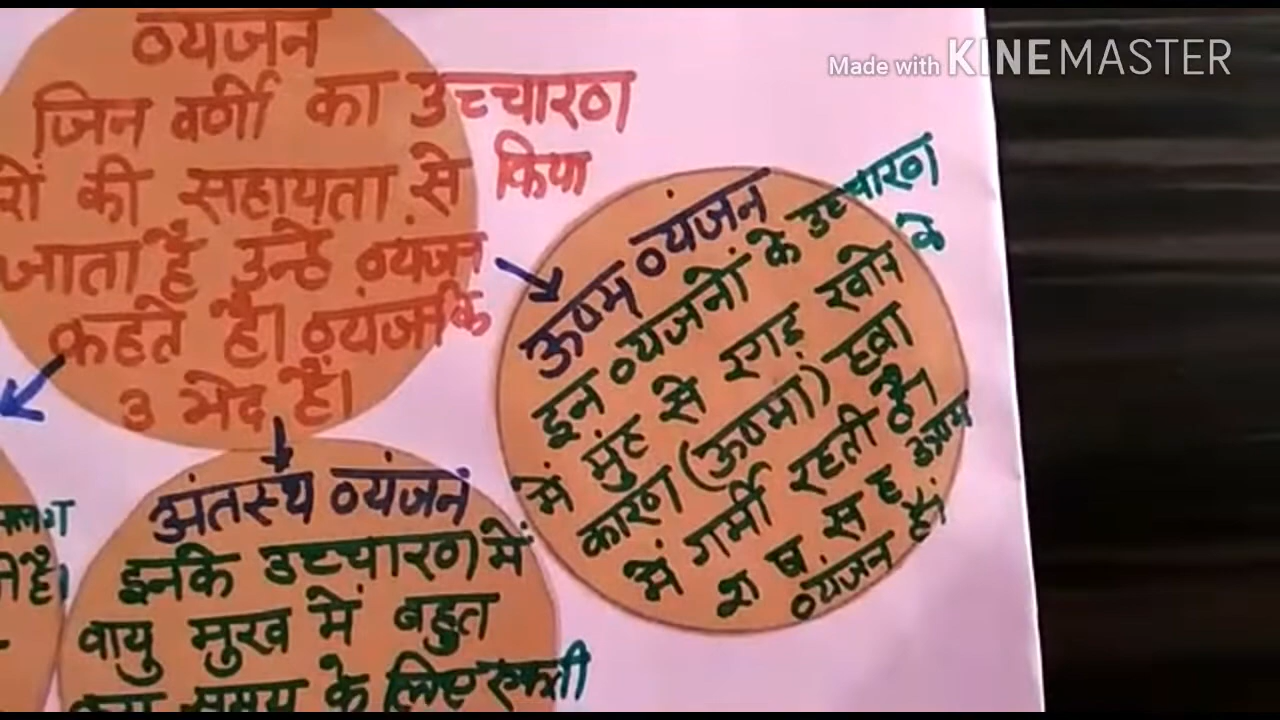 Made with KINEMASTER
व्यंजन
जिन वर्णो का उच्चारण
रों की सहायता से किया
जाता है उन्हें व्यंजन
कहते हैं। व्यंजन के
3 भेद हैं।
ऊष्म व्यंजन
इन व्यंजनों के उच्चारण
में मुंह से रगड़ खाने के
कारण (ऊष्मा) हवा
में गर्मी रहती है।
श ष स ह ऊष्म
व्यंजन हैं।
अंतस्थ व्यंजन
इनके उच्चारण में
वायु मुख में बहुत
कम समय के लिए रुकती